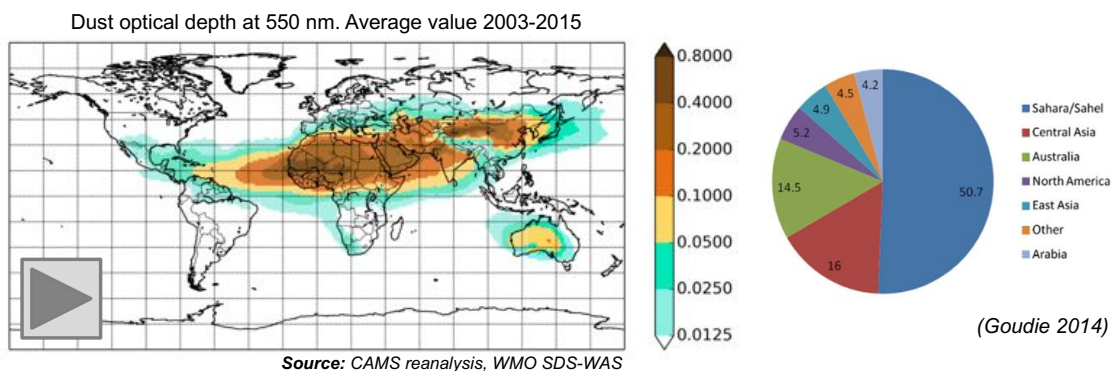 Dust optical depth at 550 nm. Average value 2003-2015
0.8000
0.4000
0.2000
0.1000
0.0500
0.0250
0.0125
Source: CAMS reanalysis, WMO SDS-WAS
4.2
4.5
4.9
5.2
14.5
16
50.7
Sahara/Sahel
Central Asia
Australia
North America
East Asia
Other
Arabia
(Goudie 2014)